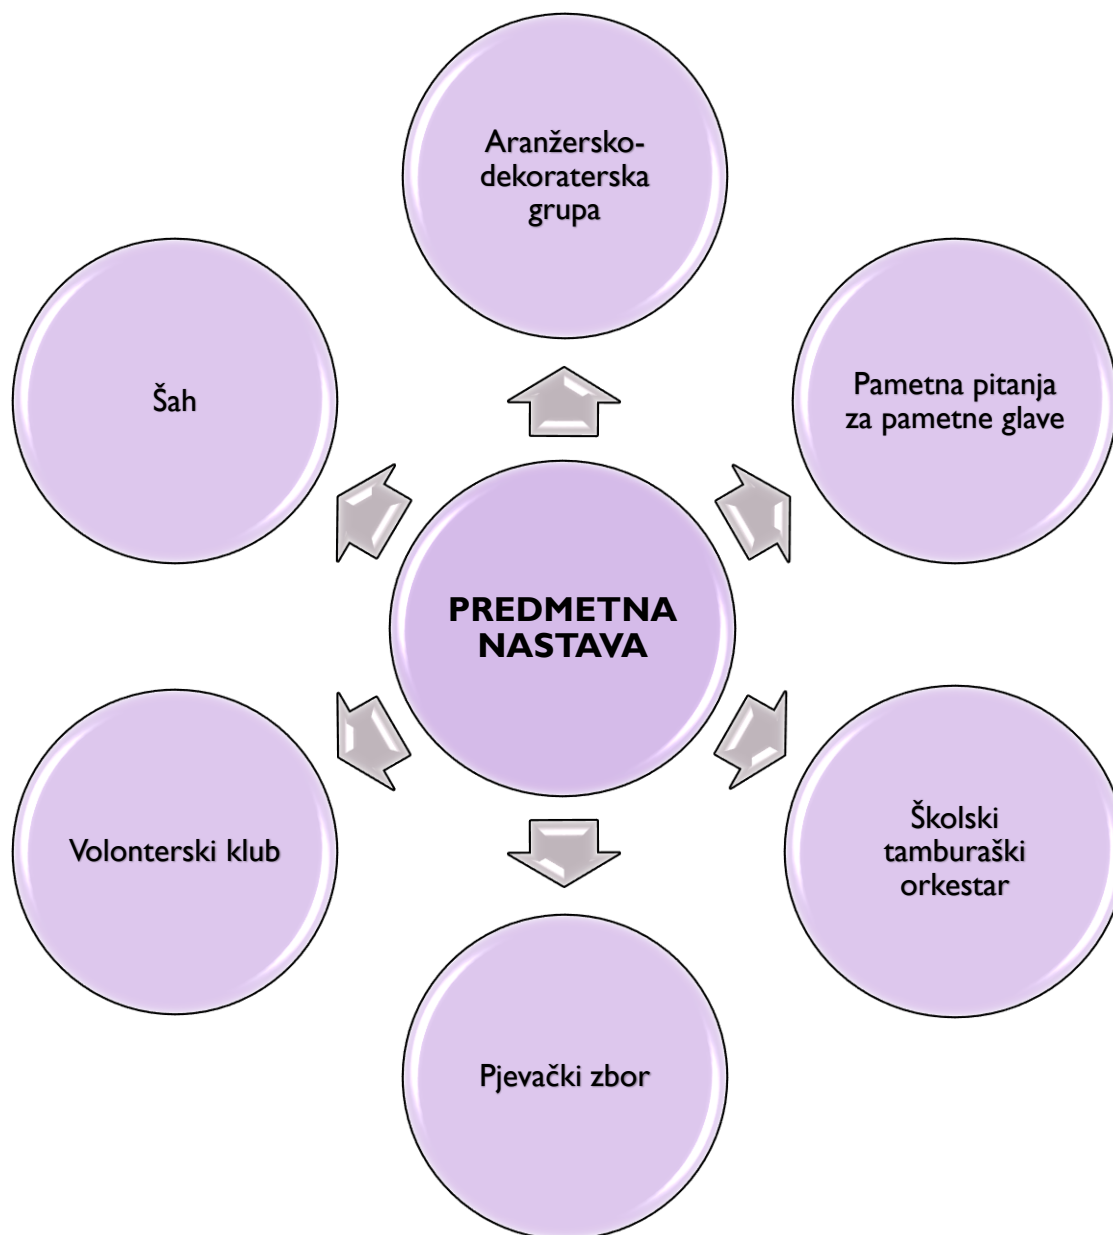 Aranžersko-
dekoraterska
grupa
Šah
Pametna pitanja
za pametne glave
PREDMETNA
NASTAVA
Volonterski klub
Školski
tamburaški
orkestar
Pjevački zbor